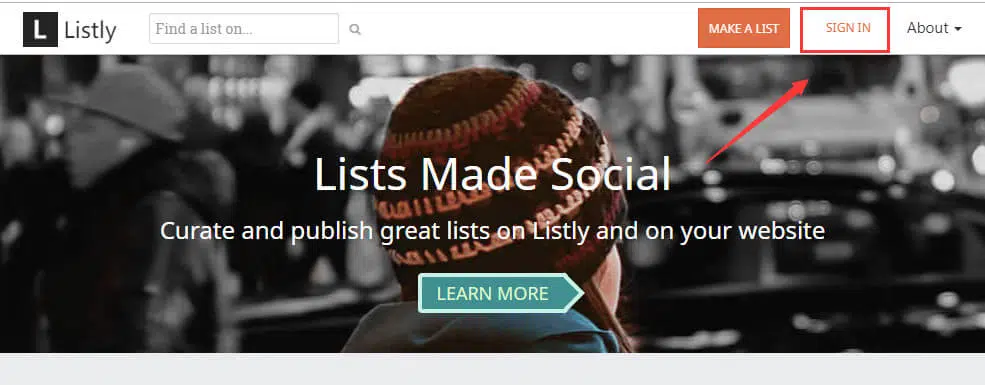 L Listly
Find a list on...
MAKE A LIST
SIGN IN
About
Lists Made Social
Curate and publish great lists on Listly and on your website
LEARN MORE